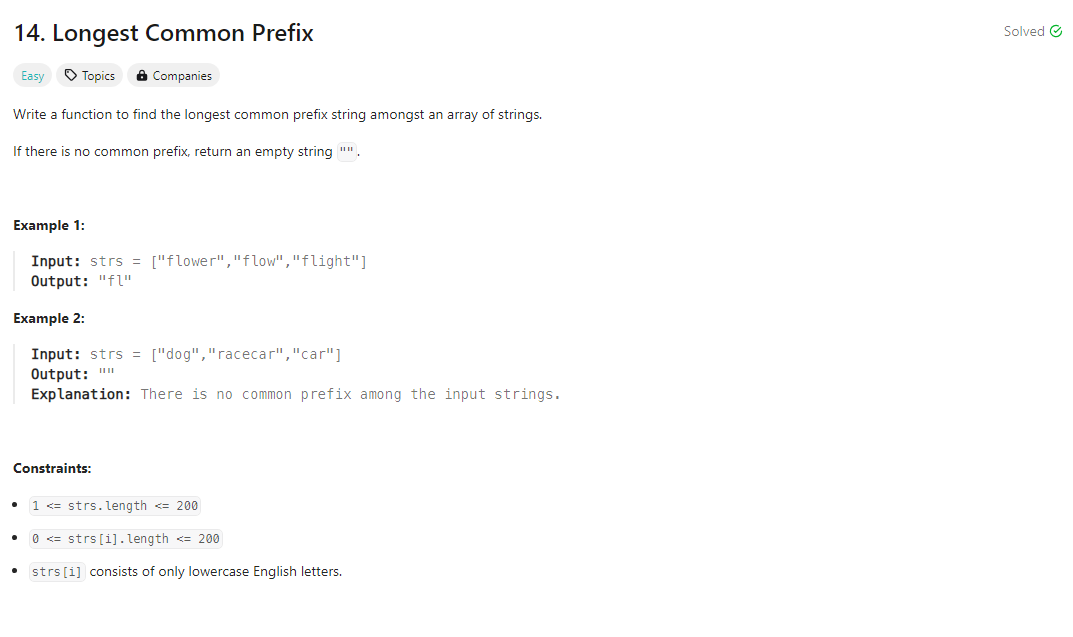 14. Longest Common Prefix
Solved
Easy Topics Companies
Write a function to find the longest common prefix string amongst an array of strings.
If there is no common prefix, return an empty string "".
Example 1:
Input: strs = ["flower","flow","flight"]
Output: "fl"
Example 2:
Input: strs = ["dog","racecar","car"]
Output: ""
Explanation: There is no common prefix among the input strings.
Constraints:
1 <= strs.length <= 200
0 <= strs[i].length <= 200
strs[i] consists of only lowercase English letters.